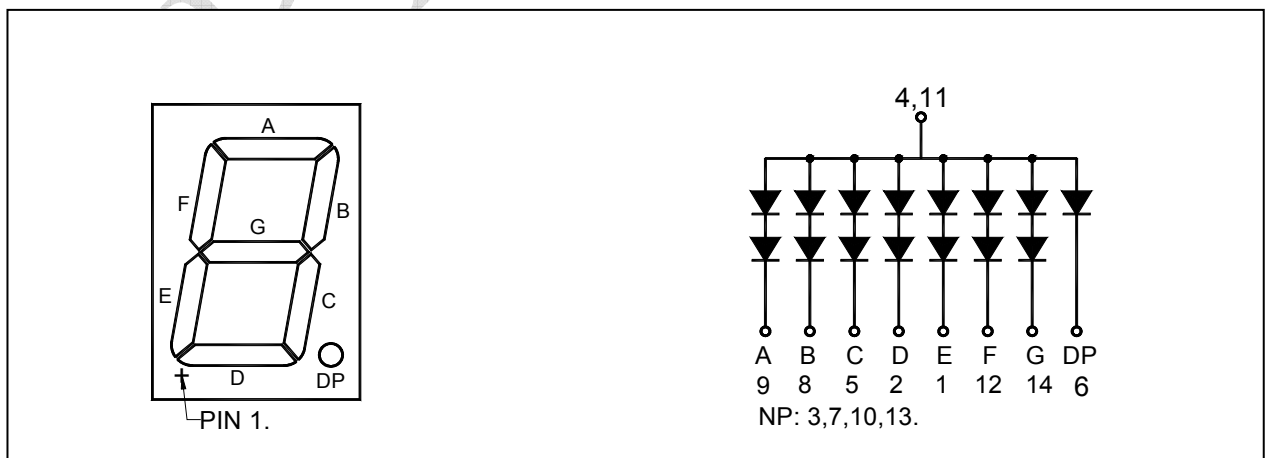 A
F
B
G
E
C
D
DP
PIN 1.
4,11
A B C D E F G DP
9 8 5 2 1 12 14 6
NP: 3,7,10,13.